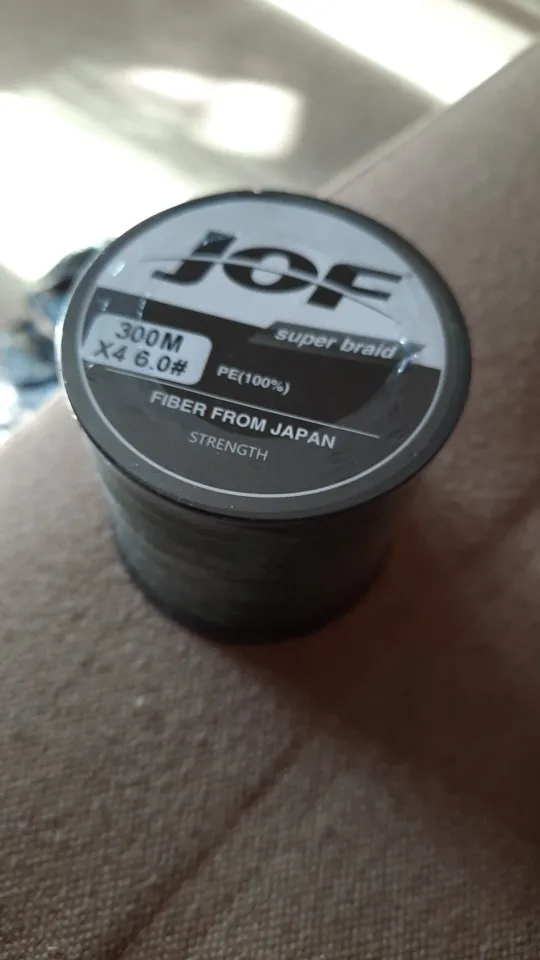 JOF
super braid
300M
X4 6.0#
PE(100%)
FIBER FROM JAPAN
STRENGTH